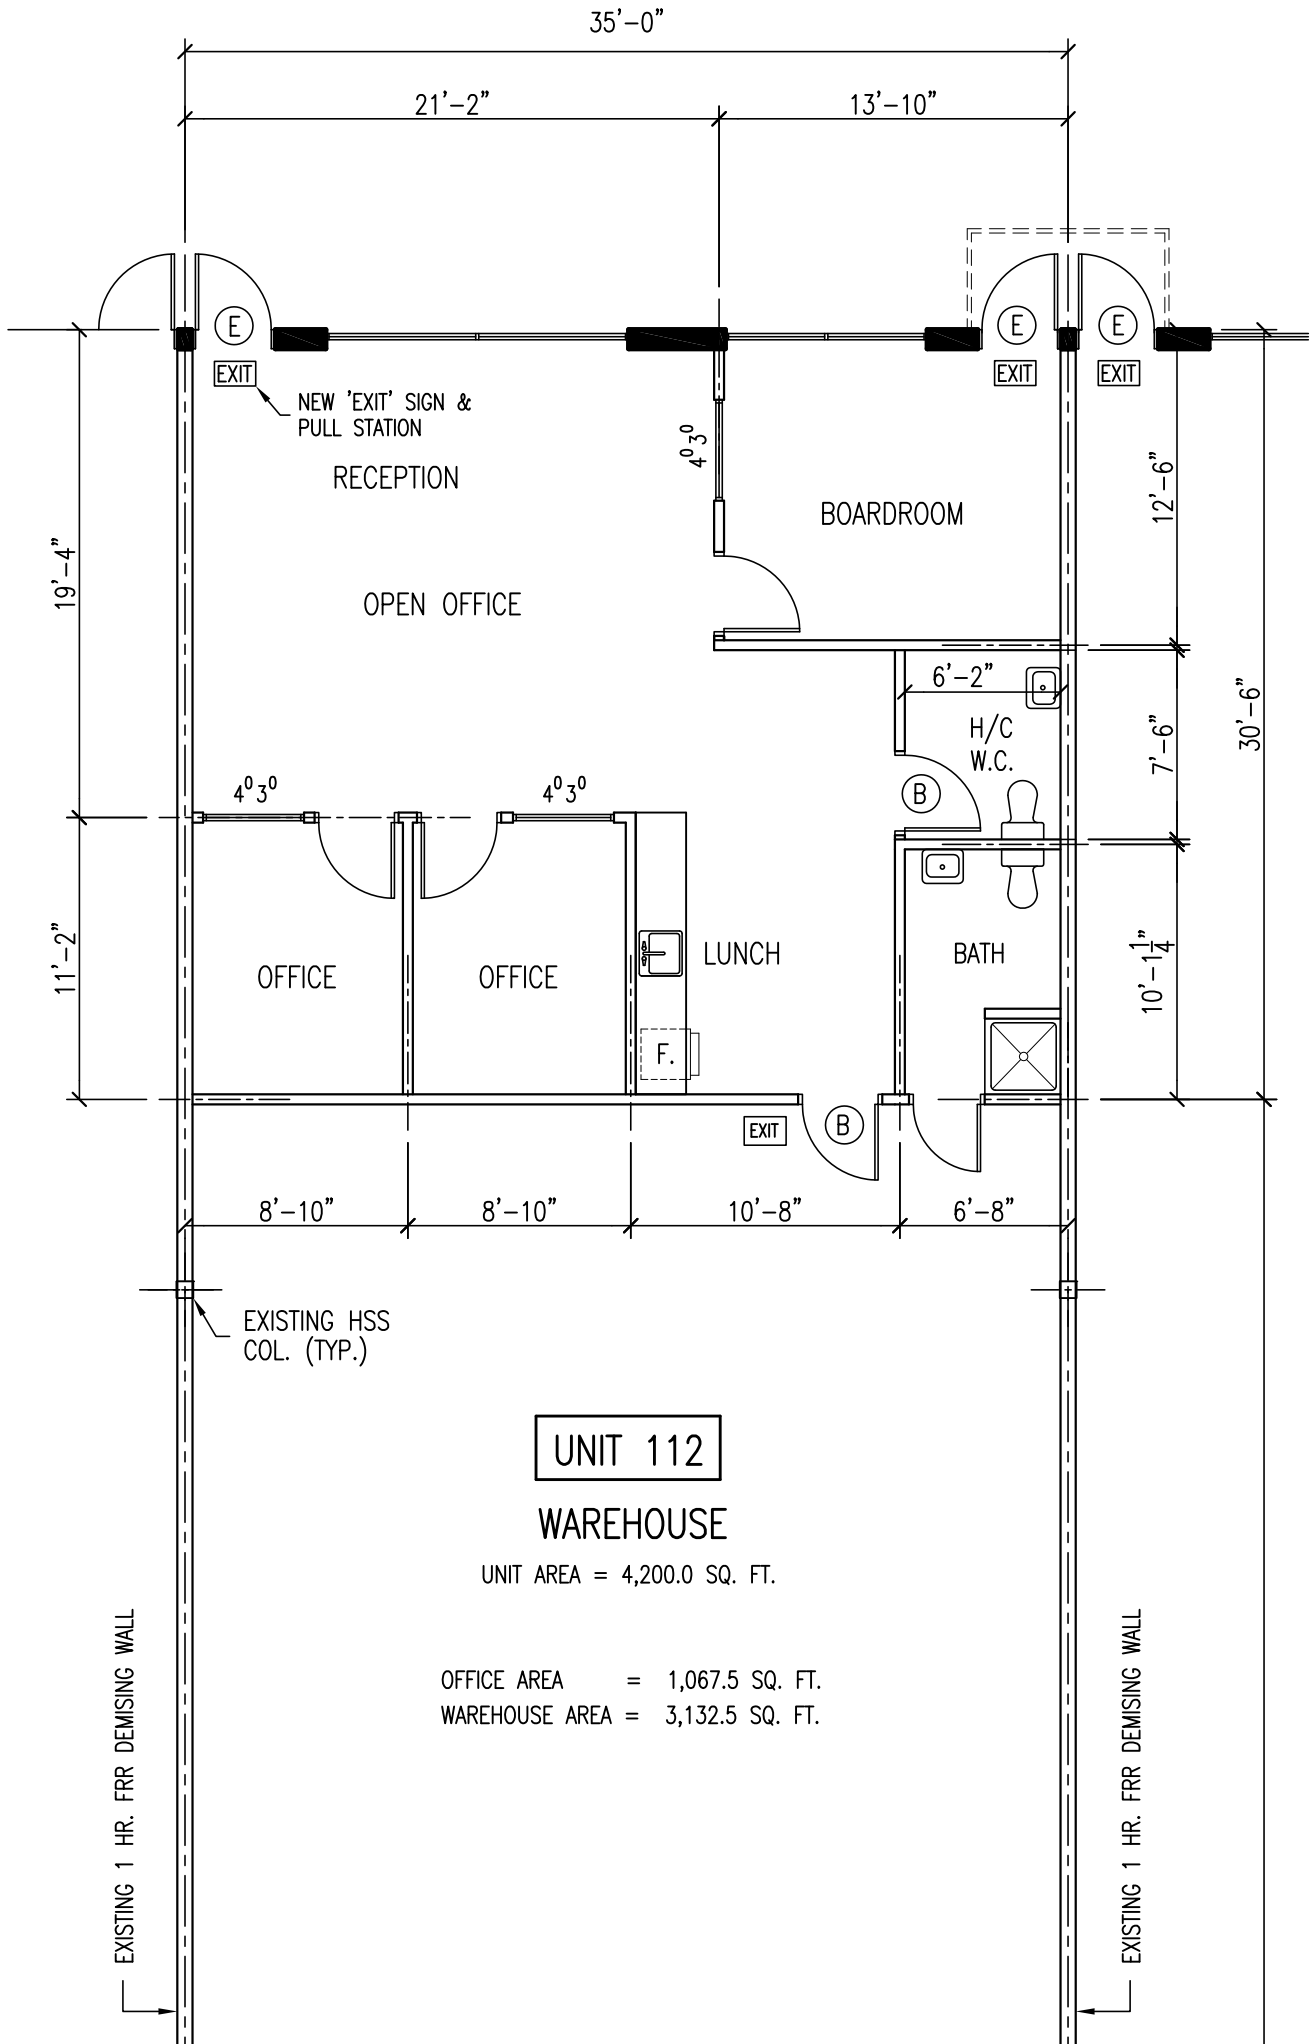 35'-0"
21'-2"
13'-10"
E
E
E
EXIT
EXIT
EXIT
NEW 'EXIT' SIGN &
PULL STATION
4⁰3⁰
RECEPTION
BOARDROOM
12'-6"
19'-4"
OPEN OFFICE
6'-2"
H/C
W.C.
7'-6"
30'-6"
4⁰3⁰
4⁰3⁰
B
11'-2"
OFFICE
OFFICE
LUNCH
BATH
10'-1 1/4"
F.
EXIT
B
8'-10"
8'-10"
10'-8"
6'-8"
EXISTING HSS
COL. (TYP.)
UNIT 112
WAREHOUSE
UNIT AREA = 4,200.0 SQ. FT.
OFFICE AREA = 1,067.5 SQ. FT.
WAREHOUSE AREA = 3,132.5 SQ. FT.
EXISTING 1 HR. FRR DEMISING WALL
EXISTING 1 HR. FRR DEMISING WALL